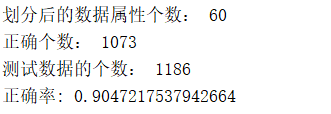 划分后的数据属性个数： 60
正确个数： 1073
测试数据的个数： 1186
正确率: 0.9047217537942664